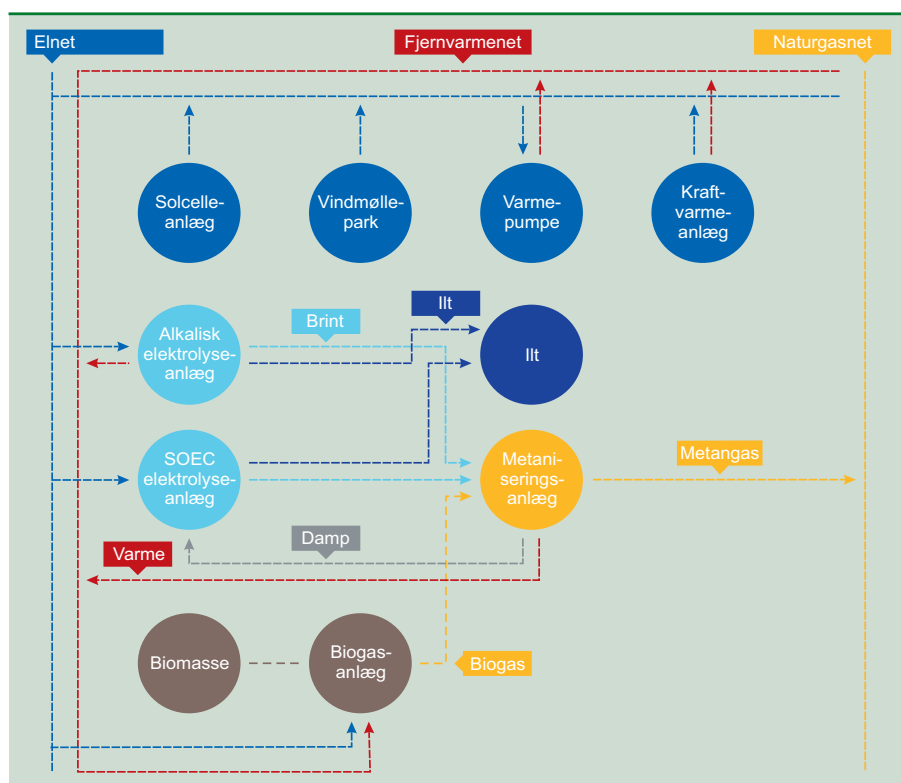 Elnet
Fjernvarmenet
Naturgasnet
Solcelle-
anlæg
Vindmølle-
park
Varme-
pumpe
Kraft-
varme-
anlæg
Ilt
Brint
Alkalisk
elektrolyse-
anlæg
Ilt
SOEC
elektrolyse-
anlæg
Metani-
serings-
anlæg
Metangas
Damp
Varme
Biomasse
Biogas-
anlæg
Biogas